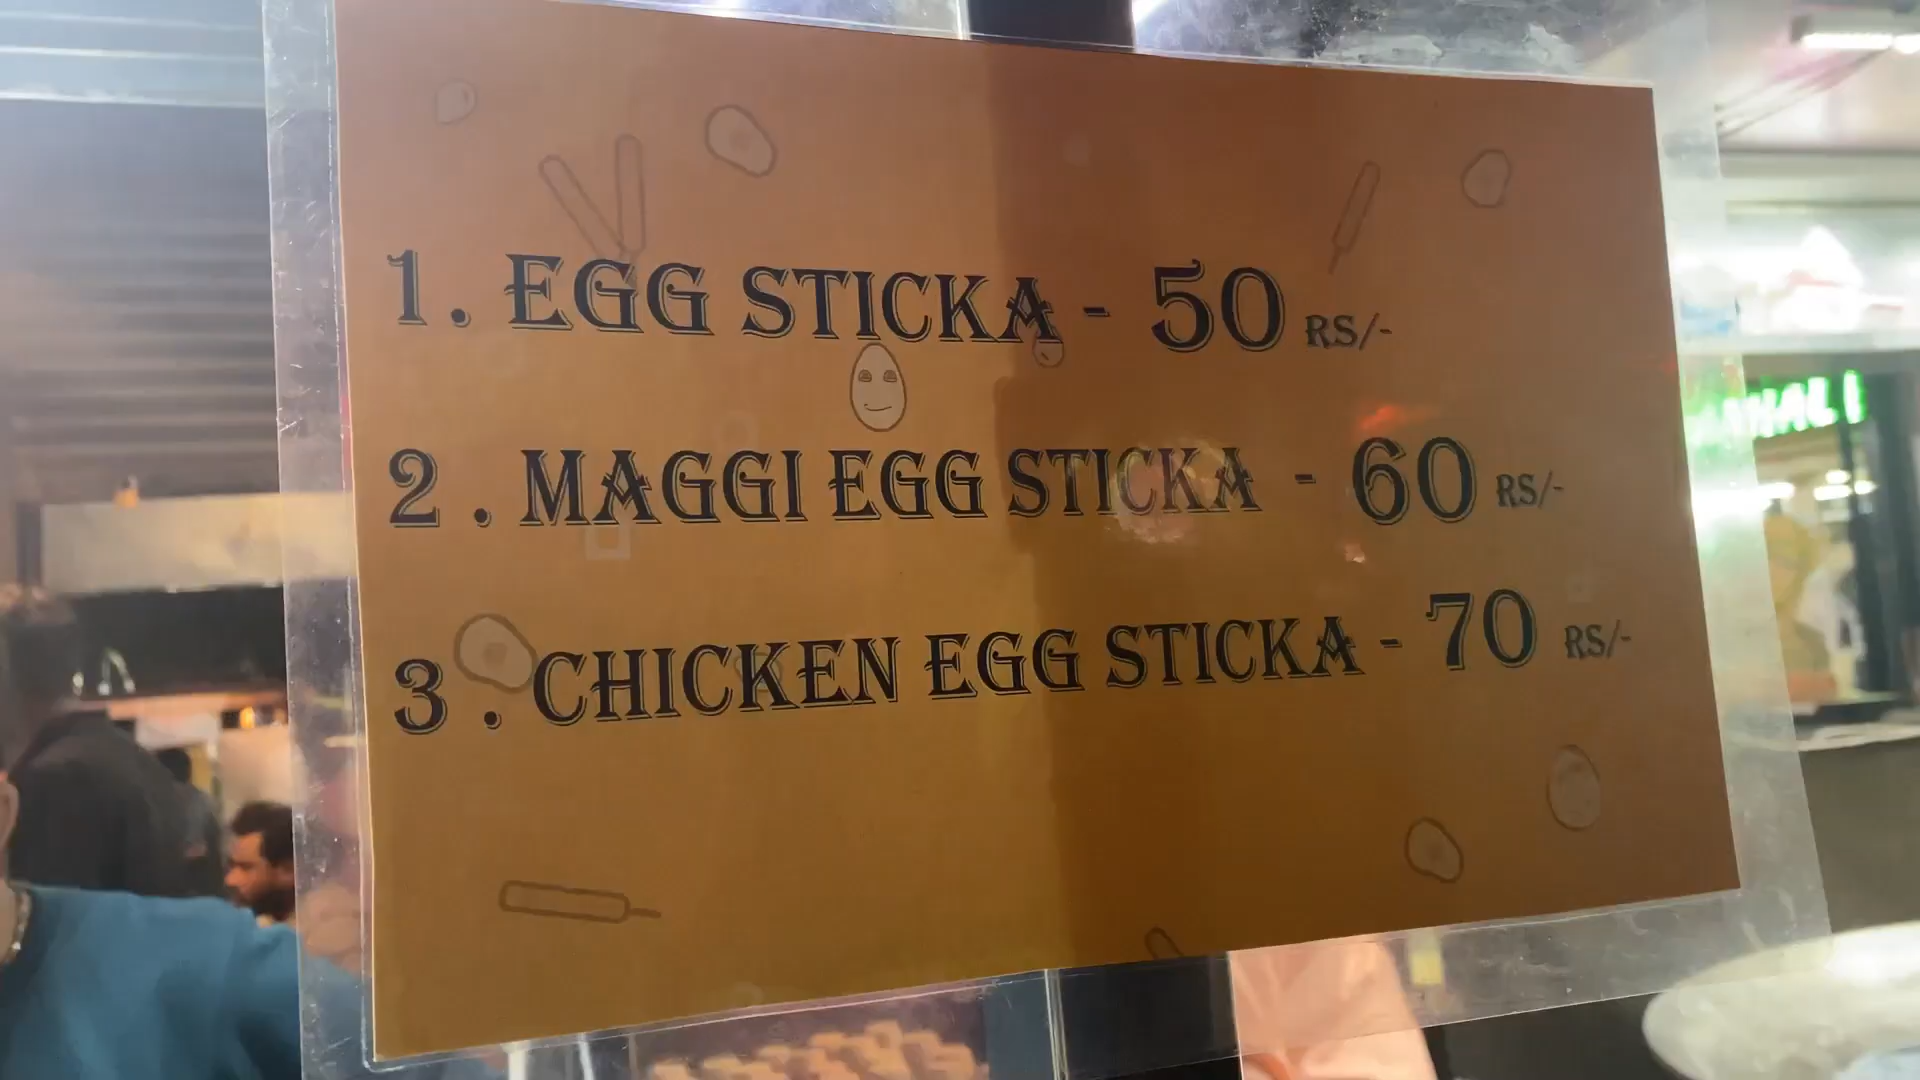 1. EGG STICKA - 50 RS/-
2 . MAGGI EGG STICKA - 60 RS/-
3 . CHICKEN EGG STICKA - 70 RS/-